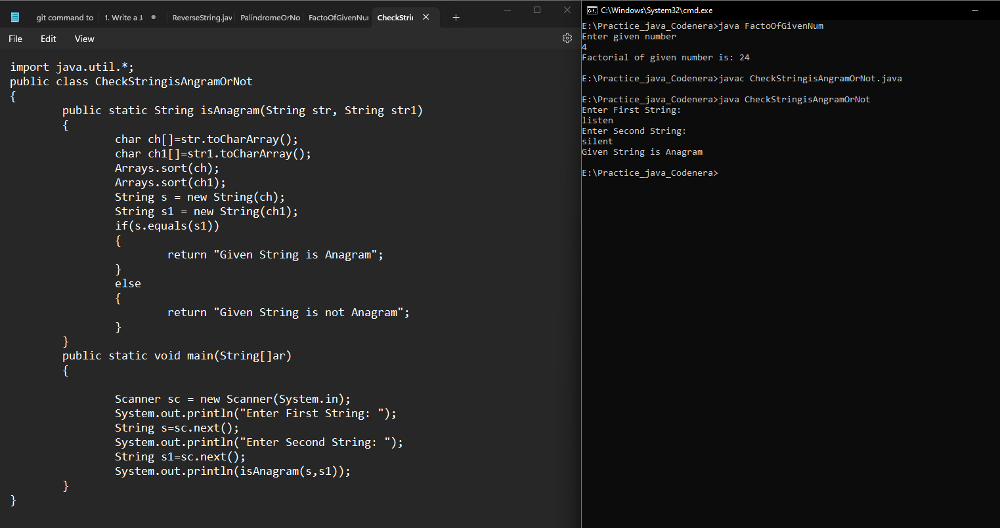 git command to
1. Write a J
ReverseString.jav
PalindromeOrNo
FactoOfGivenNu
CheckStrii
File
Edit
View
import java.util.*;
public class CheckStringisAngramOrNot
{
public static String isAnagram(String str, String str1)
{
char ch[]=str.toCharArray();
char ch1[]=str1.toCharArray();
Arrays.sort(ch);
Arrays.sort(ch1);
String s = new String(ch);
String s1 = new String(ch1);
if(s.equals(s1))
{
return "Given String is Anagram";
}
else
{
return "Given String is not Anagram";
}
}
public static void main(String[]ar)
{
Scanner sc = new Scanner(System.in);
System.out.println("Enter First String: ");
String s=sc.next();
System.out.println("Enter Second String: ");
String s1=sc.next();
System.out.println(isAnagram(s,s1));
}
}
C:\Windows\System32\cmd.exe
E:\Practice_java_Codenera>java FactoOfGivenNum
Enter given number
4
Factorial of given number is: 24
E:\Practice_java_Codenera>javac CheckStringisAngramOrNot.java
E:\Practice_java_Codenera>java CheckStringisAngramOrNot
Enter First String:
listen
Enter Second String:
silent
Given String is Anagram
E:\Practice_java_Codenera>